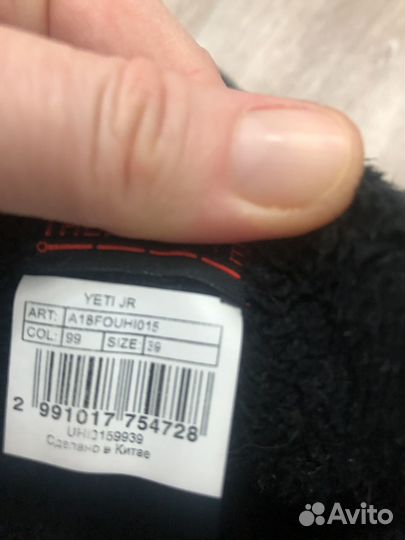 YETI JR
ART: A18FOUHI015
COL: 99 SIZE: 39
2 991017 754728
UHI0159939
Сделано в Китае
Avito